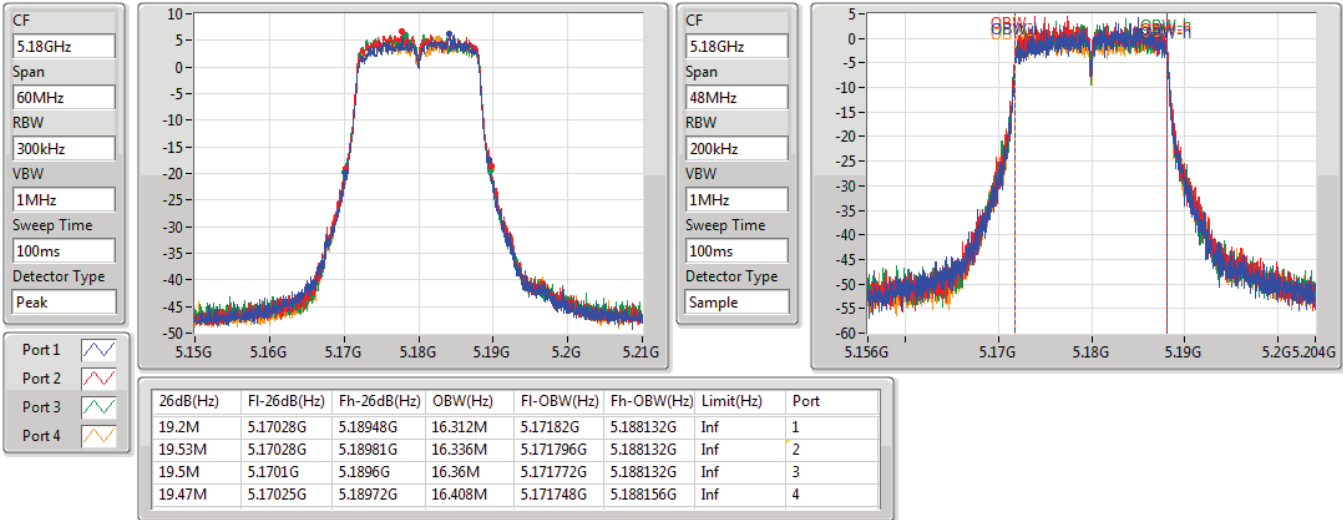 CF
5.18GHz
Span
60MHz
RBW
300kHz
VBW
1MHz
Sweep Time
100ms
Detector Type
Peak
10
5
0
-5
-10
-15
-20
-25
-30
-35
-40
-45
-50
5.15G 5.16G 5.17G 5.18G 5.19G 5.2G 5.21G
CF
5.18GHz
Span
48MHz
RBW
200kHz
VBW
1MHz
Sweep Time
100ms
Detector Type
Sample
5
0
-5
-10
-15
-20
-25
-30
-35
-40
-45
-50
-55
-60
OBW-h
5.156G 5.17G 5.18G 5.19G 5.2G 5.204G
Port 1
Port 2
Port 3
Port 4
26dB(Hz) Fl-26dB(Hz) Fh-26dB(Hz) OBW(Hz) Fl-OBW(Hz) Fh-OBW(Hz) Limit(Hz) Port
19.2M 5.17028G 5.18948G 16.312M 5.17182G 5.188132G Inf 1
19.53M 5.17028G 5.18981G 16.336M 5.171796G 5.188132G Inf 2
19.5M 5.1701G 5.1896G 16.36M 5.171772G 5.188132G Inf 3
19.47M 5.17025G 5.18972G 16.408M 5.171748G 5.188156G Inf 4